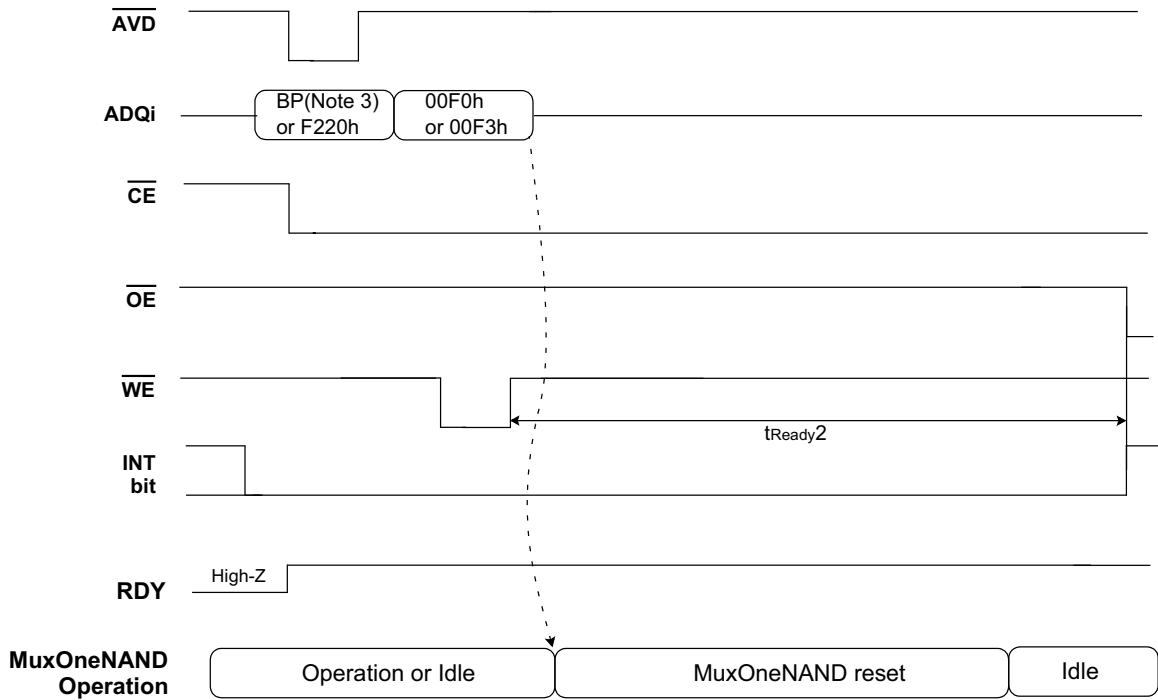 AVD
ADQi
BP(Note 3)
or F220h
00F0h
or 00F3h
CE
OE
WE
tReady2
INT
bit
High-Z
RDY
MuxOneNAND
Operation
Operation or Idle
MuxOneNAND reset
Idle